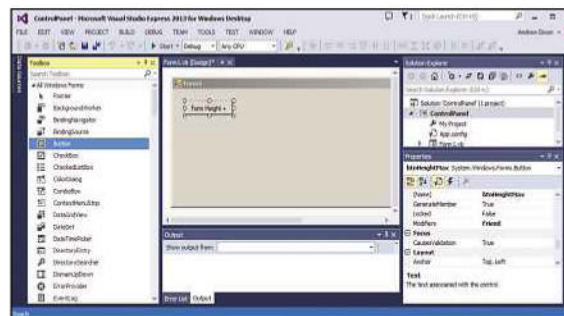 ControlPanel - Microsoft Visual Studio Express 2013 for Windows Desktop
FILE EDIT VIEW PROJECT BUILD DEBUG TEAM TOOLS TEST WINDOW HELP
Start Debug Any CPU
Toolbox
Search Toolbox
All Windows Forms
Pointer
BackgroundWorker
BindingNavigator
BindingSource
Button
CheckBox
CheckedListBox
ColorDialog
ComboBox
ContextMenuStrip
DataGridView
DataSet
DateTimePicker
DirectoryEntry
DirectorySearcher
DomainUpDown
ErrorProvider
EventLog
Form1.vb [Design]*
Form1
Form Height +
Output
Show output from:
Error List Output
Solution Explorer
Solution 'ControlPanel' (1 project)
ControlPanel
My Project
App.config
Form1.vb
Properties
btnHeightMax System.Windows.Forms.Button
(Name) btnHeightMax
GenerateMember True
Locked False
Modifiers Friend
Focus
CausesValidation True
Layout
Anchor Top, Left
Text
The text associated with the control.
Ready